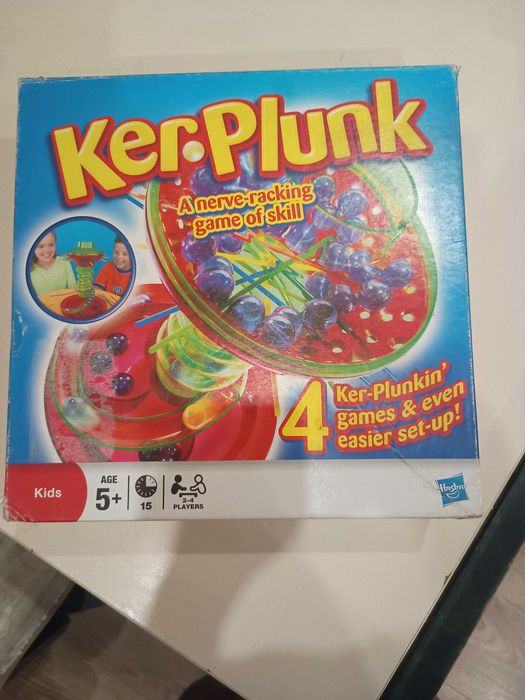 Ker-Plunk
A nerve-racking
game of skill
4
Ker-Plunkin'
games & even
easier set-up!
Kids
AGE
5+
15
2-4
PLAYERS
Hasbro